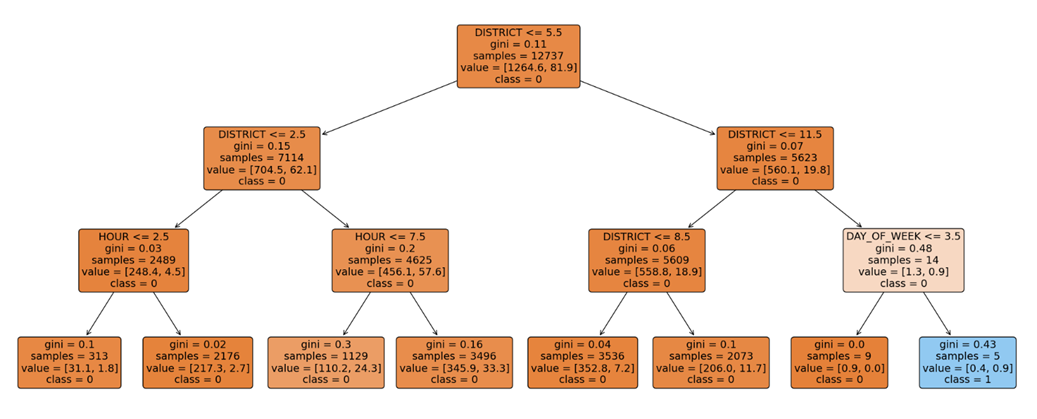 DISTRICT <= 5.5
gini = 0.11
samples = 12737
value = [1264.6, 81.9]
class = 0
DISTRICT <= 2.5
gini = 0.15
samples = 7114
value = [704.5, 62.1]
class = 0
DISTRICT <= 11.5
gini = 0.07
samples = 5623
value = [560.1, 19.8]
class = 0
HOUR <= 2.5
gini = 0.03
samples = 2489
value = [248.4, 4.5]
class = 0
HOUR <= 7.5
gini = 0.2
samples = 4625
value = [456.1, 57.6]
class = 0
DISTRICT <= 8.5
gini = 0.06
samples = 5609
value = [558.8, 18.9]
class = 0
DAY_OF_WEEK <= 3.5
gini = 0.48
samples = 14
value = [1.3, 0.9]
class = 0
gini = 0.1
samples = 313
value = [31.1, 1.8]
class = 0
gini = 0.02
samples = 2176
value = [217.3, 2.7]
class = 0
gini = 0.3
samples = 1129
value = [110.2, 24.3]
class = 0
gini = 0.16
samples = 3496
value = [345.9, 33.3]
class = 0
gini = 0.04
samples = 3536
value = [352.8, 7.2]
class = 0
gini = 0.1
samples = 2073
value = [206.0, 11.7]
class = 0
gini = 0.0
samples = 9
value = [0.9, 0.0]
class = 0
gini = 0.43
samples = 5
value = [0.4, 0.9]
class = 1